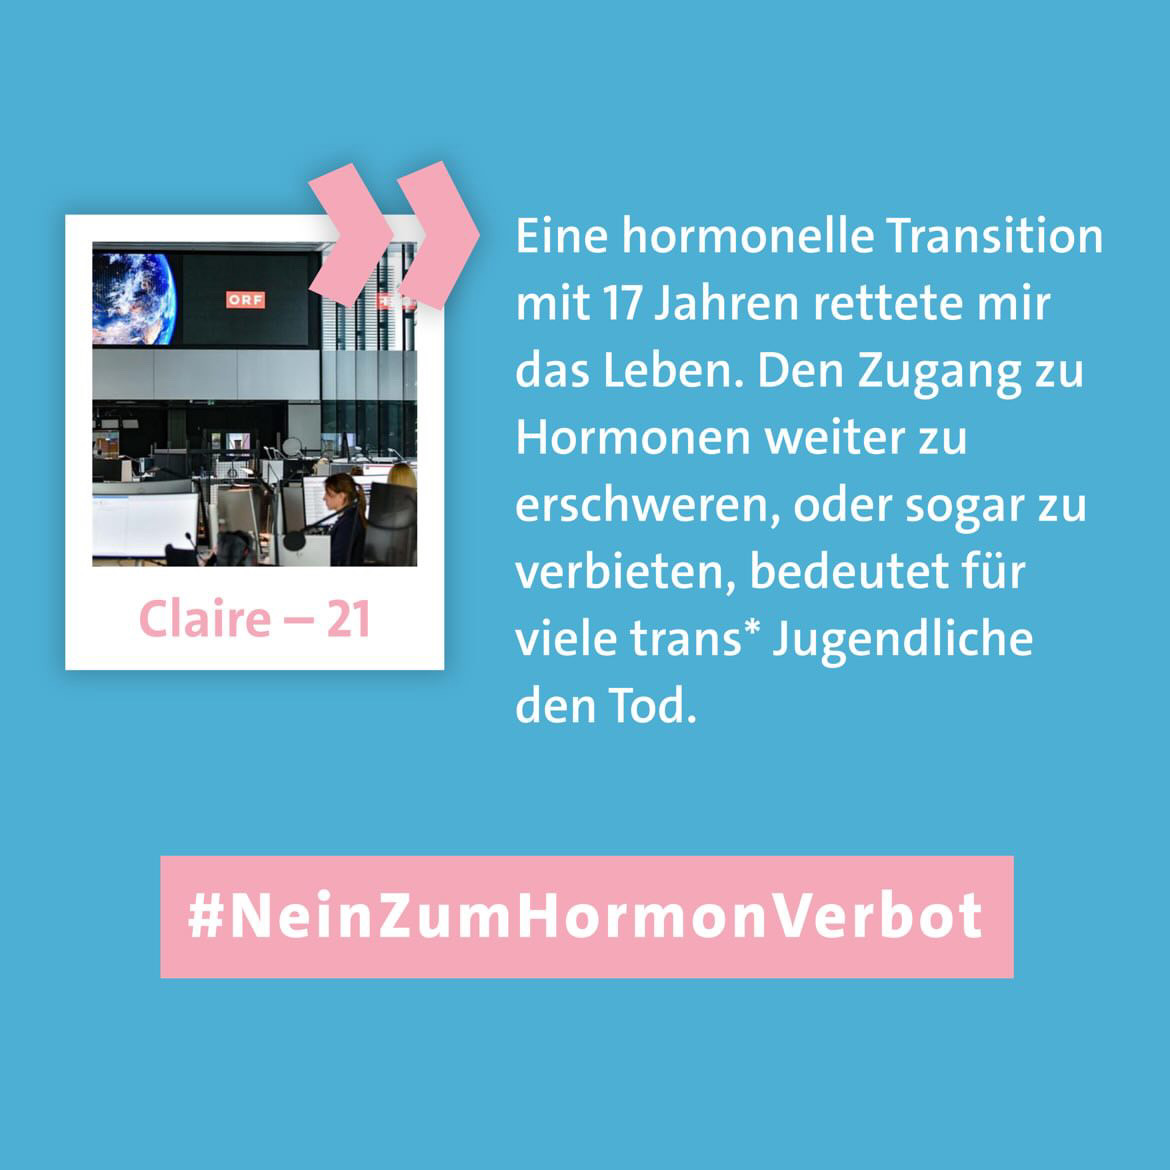 ORF
Eine hormonelle Transition
mit 17 Jahren rettete mir
das Leben. Den Zugang zu
Hormonen weiter zu
erschweren, oder sogar zu
verbieten, bedeutet für
viele trans* Jugendliche
den Tod.
Claire – 21
#NeinZumHormonVerbot